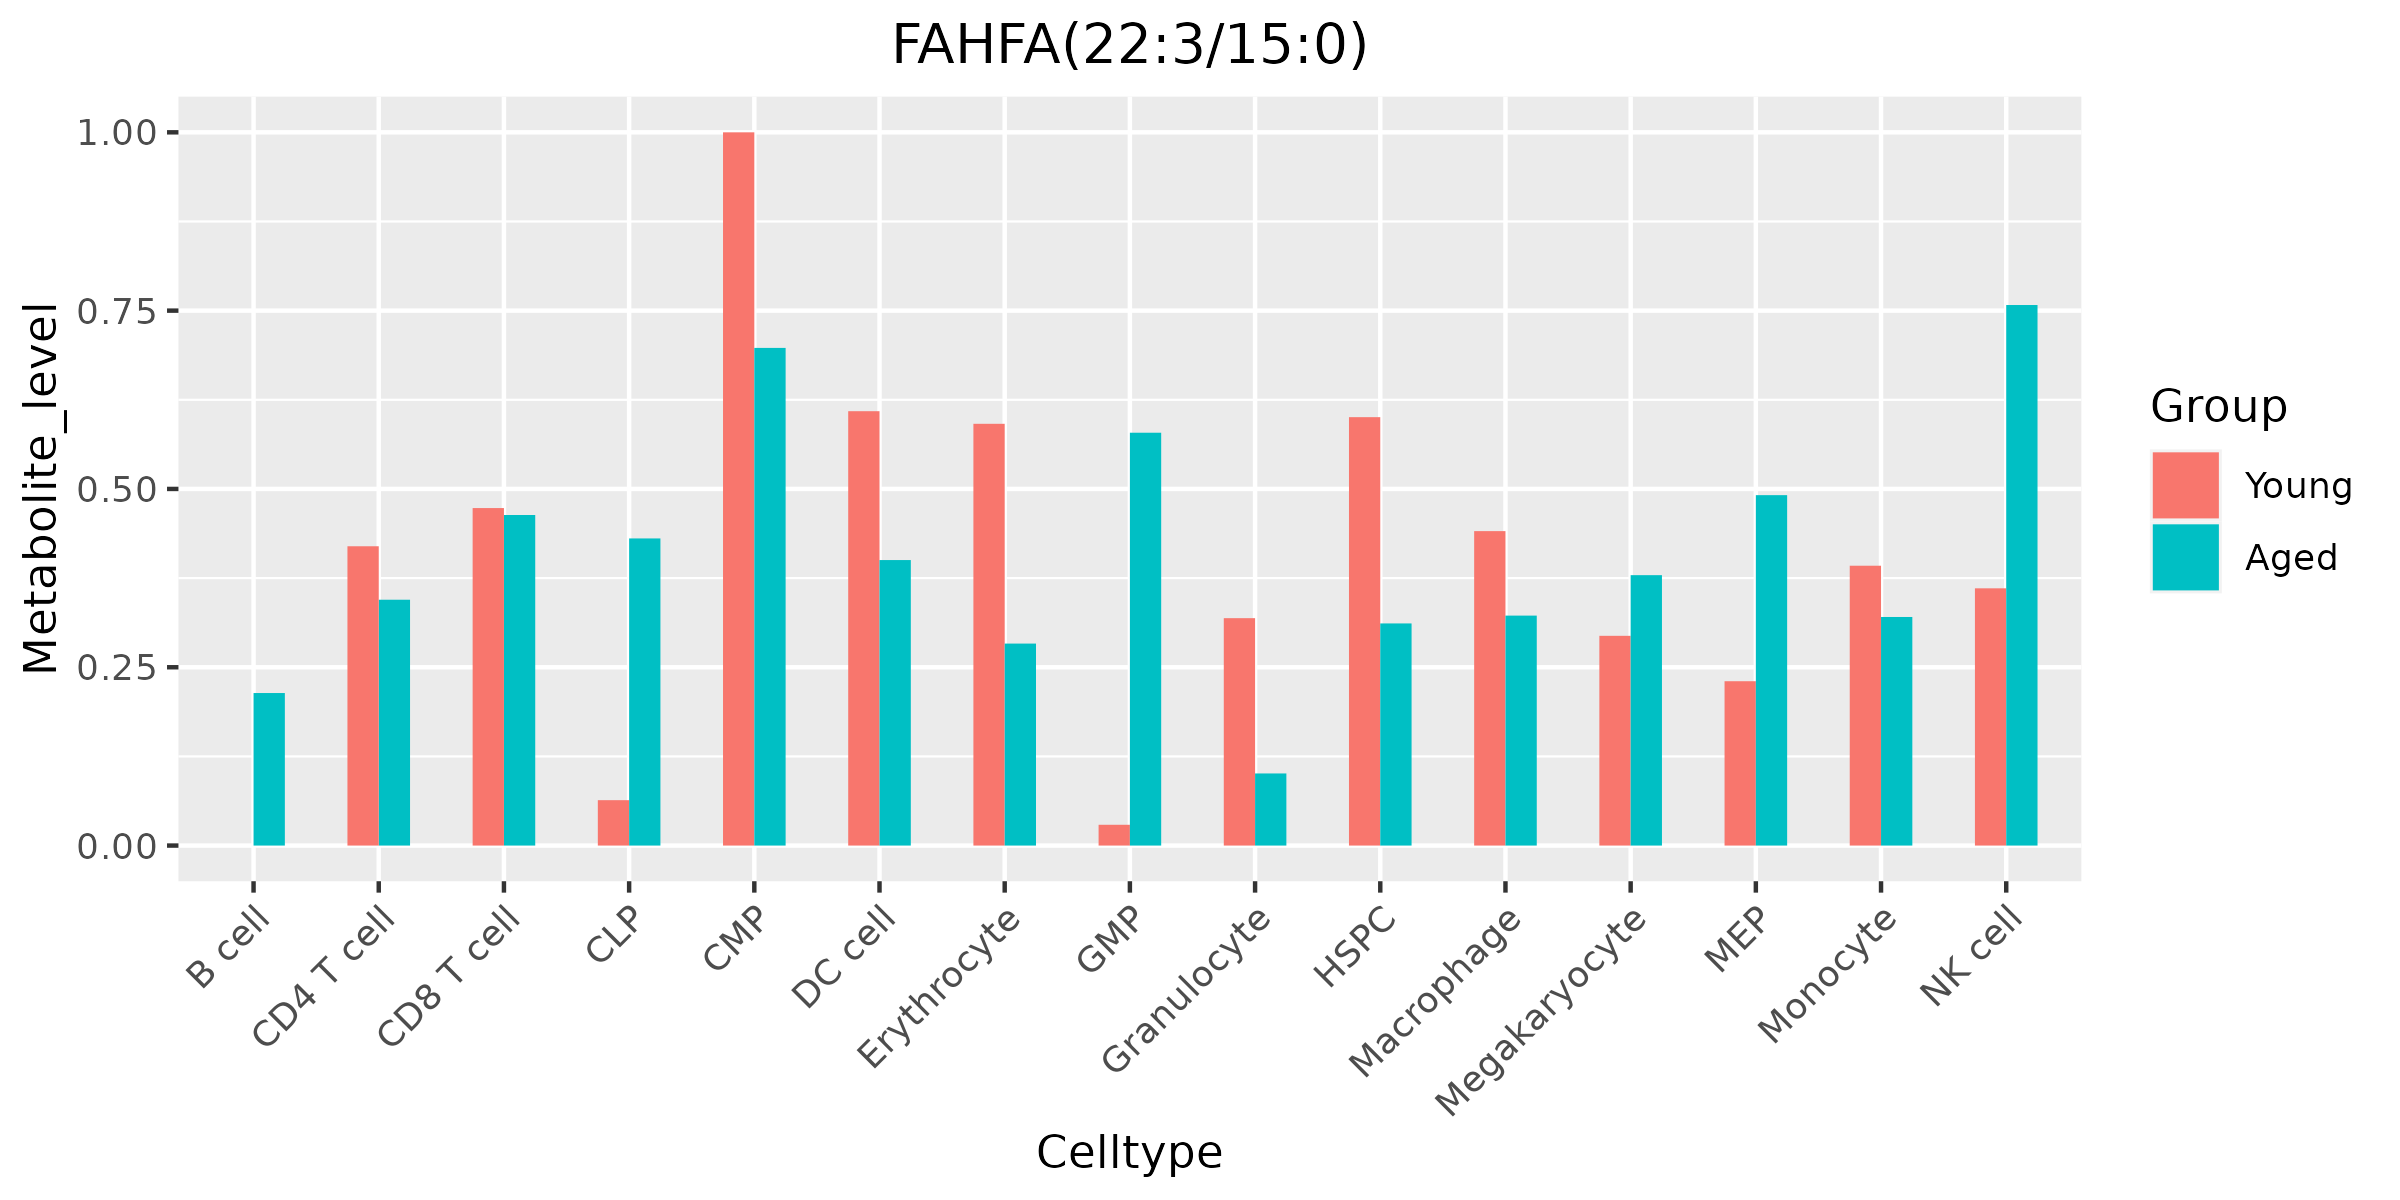 FAHFA(22:3/15:0)
Metabolite_level
1.00
0.75
0.50
0.25
0.00
B cell
CD4 T cell
CD8 T cell
CLP
CMP
DC cell
Erythrocyte
GMP
Granulocyte
HSPC
Macrophage
Megakaryocyte
MEP
Monocyte
NK cell
Celltype
Group
Young
Aged